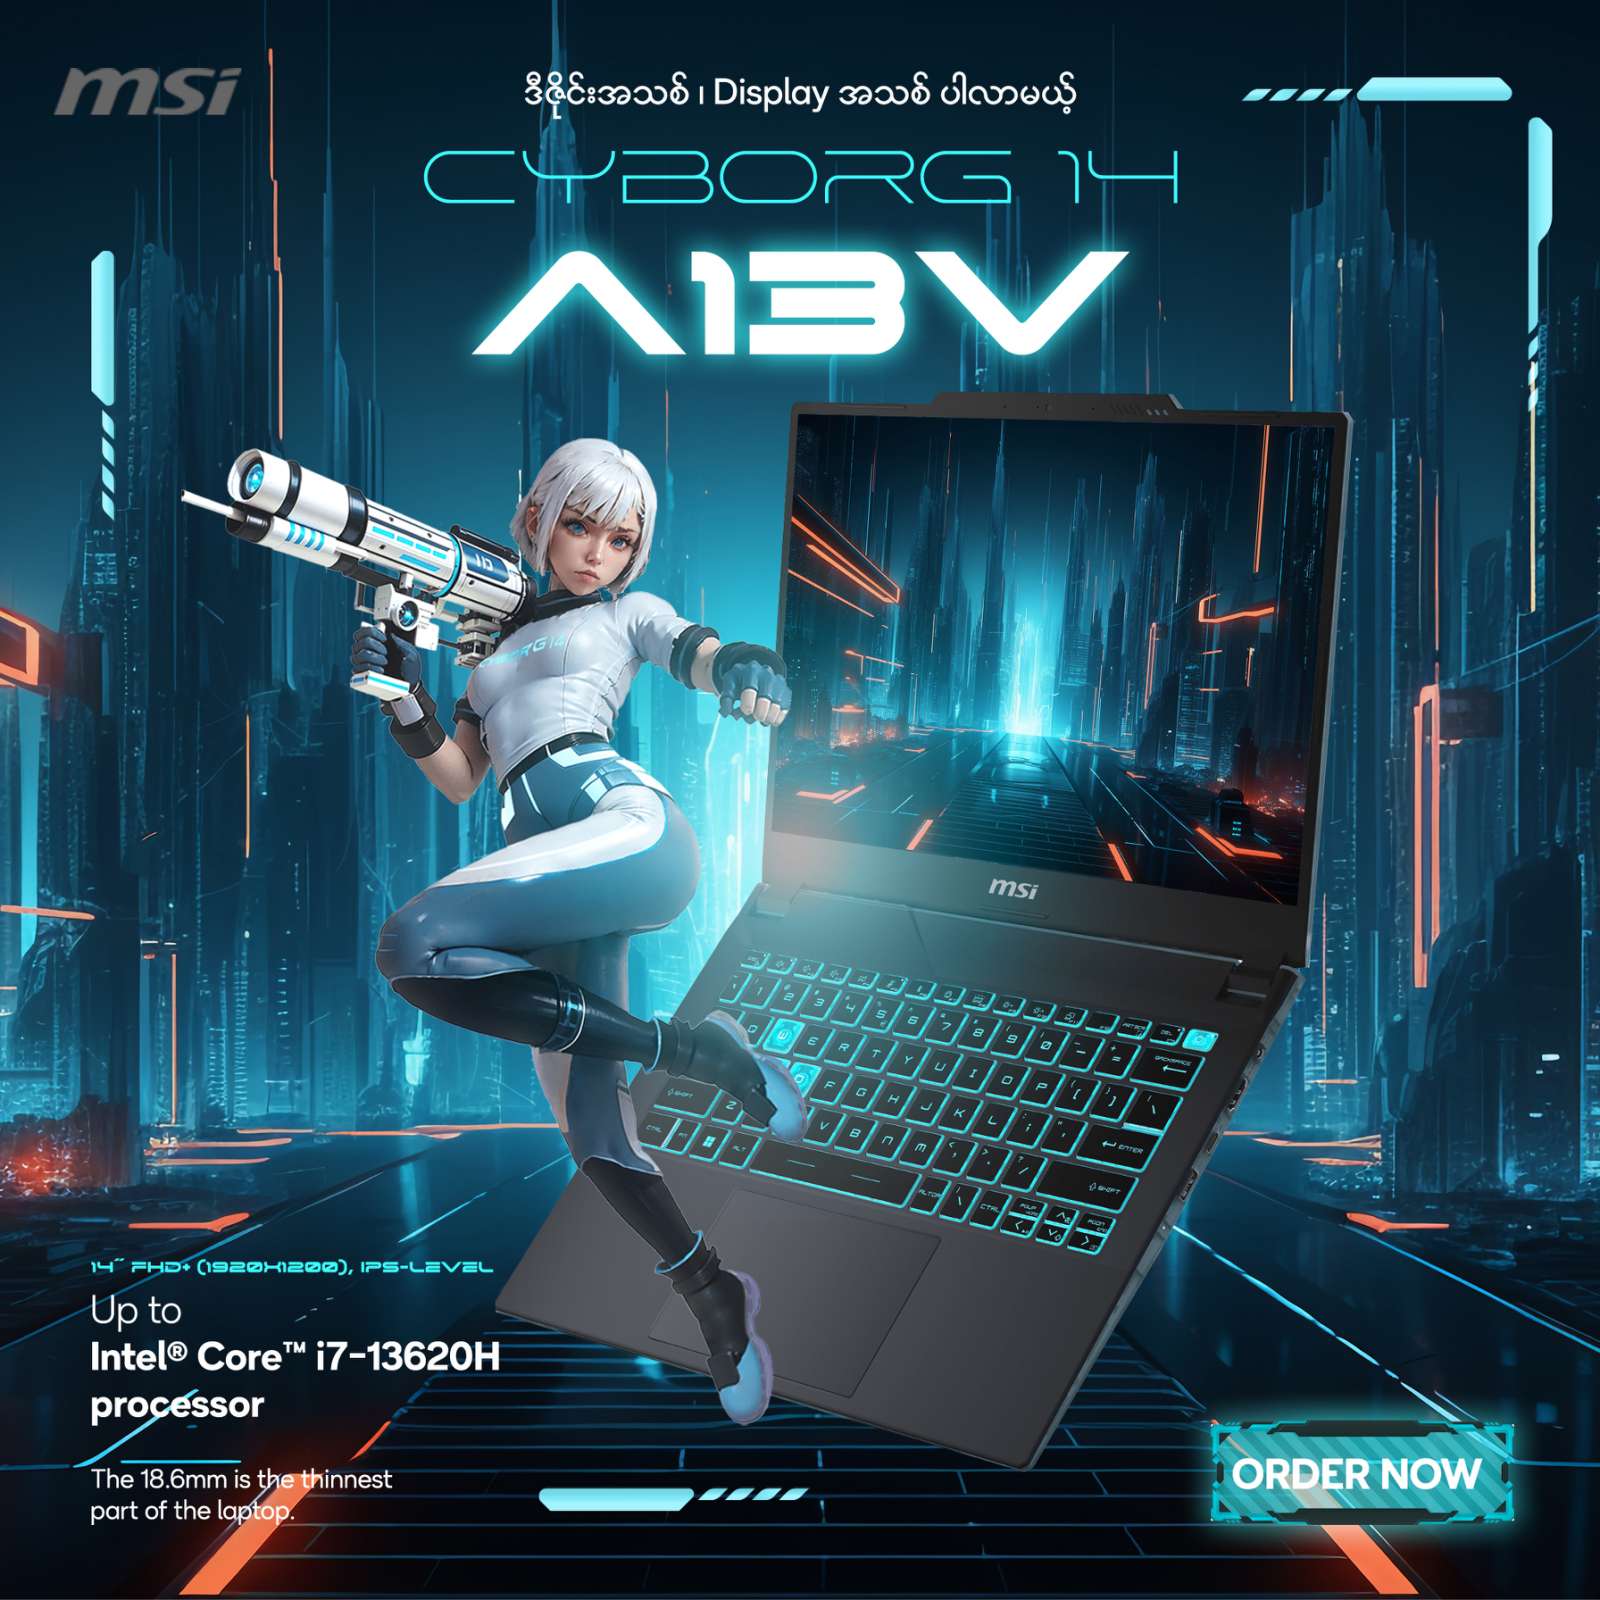 msi
ဒီဇိုင်းအသစ် ၊ Display အသစ် ပါလာမယ့်
CYBORG 14
A13V
CYBORG 14
msi
14˝ FHD+ (1920X1200), IPS-LEVEL
Up to
Intel® Core™ i7-13620H
processor
The 18.6mm is the thinnest
part of the laptop.
ORDER NOW